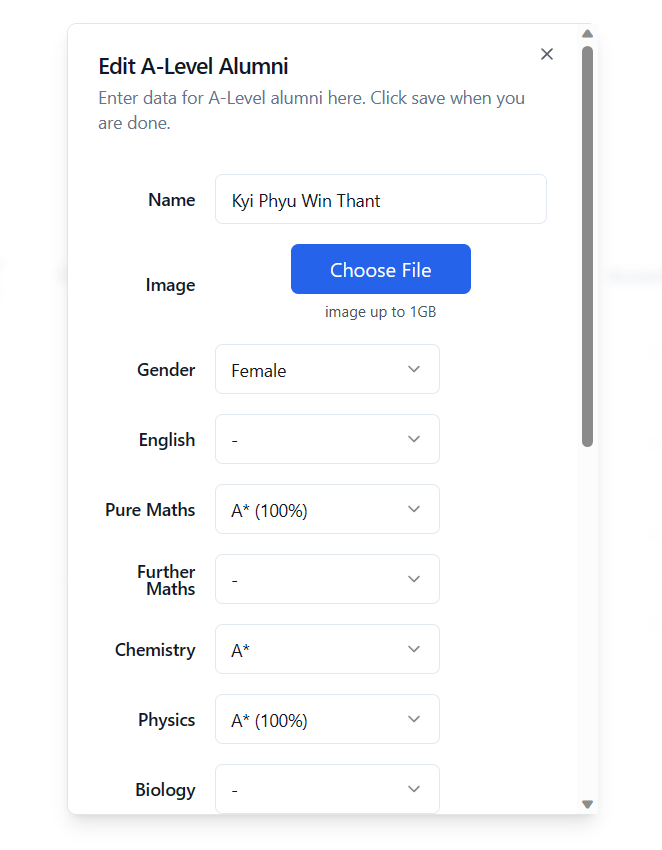 Edit A-Level Alumni
Enter data for A-Level alumni here. Click save when you
are done.
Name
Kyi Phyu Win Thant
Image
Choose File
image up to 1GB
Gender
Female
English
-
Pure Maths
A* (100%)
Further
Maths
-
Chemistry
A*
Physics
A* (100%)
Biology
-